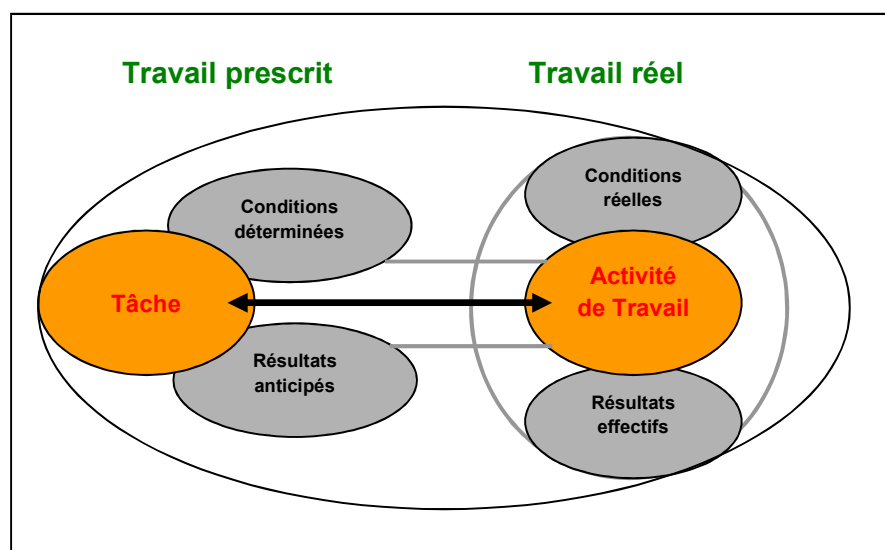 Travail prescrit
Travail réel
Conditions
déterminées
Conditions
réelles
Tâche
Activité
de Travail
Résultats
anticipés
Résultats
effectifs